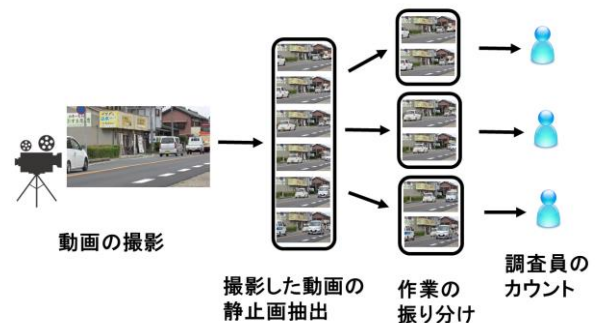 動画の撮影
撮影した動画の
静止画抽出
作業の
振り分け
調査員の
カウント